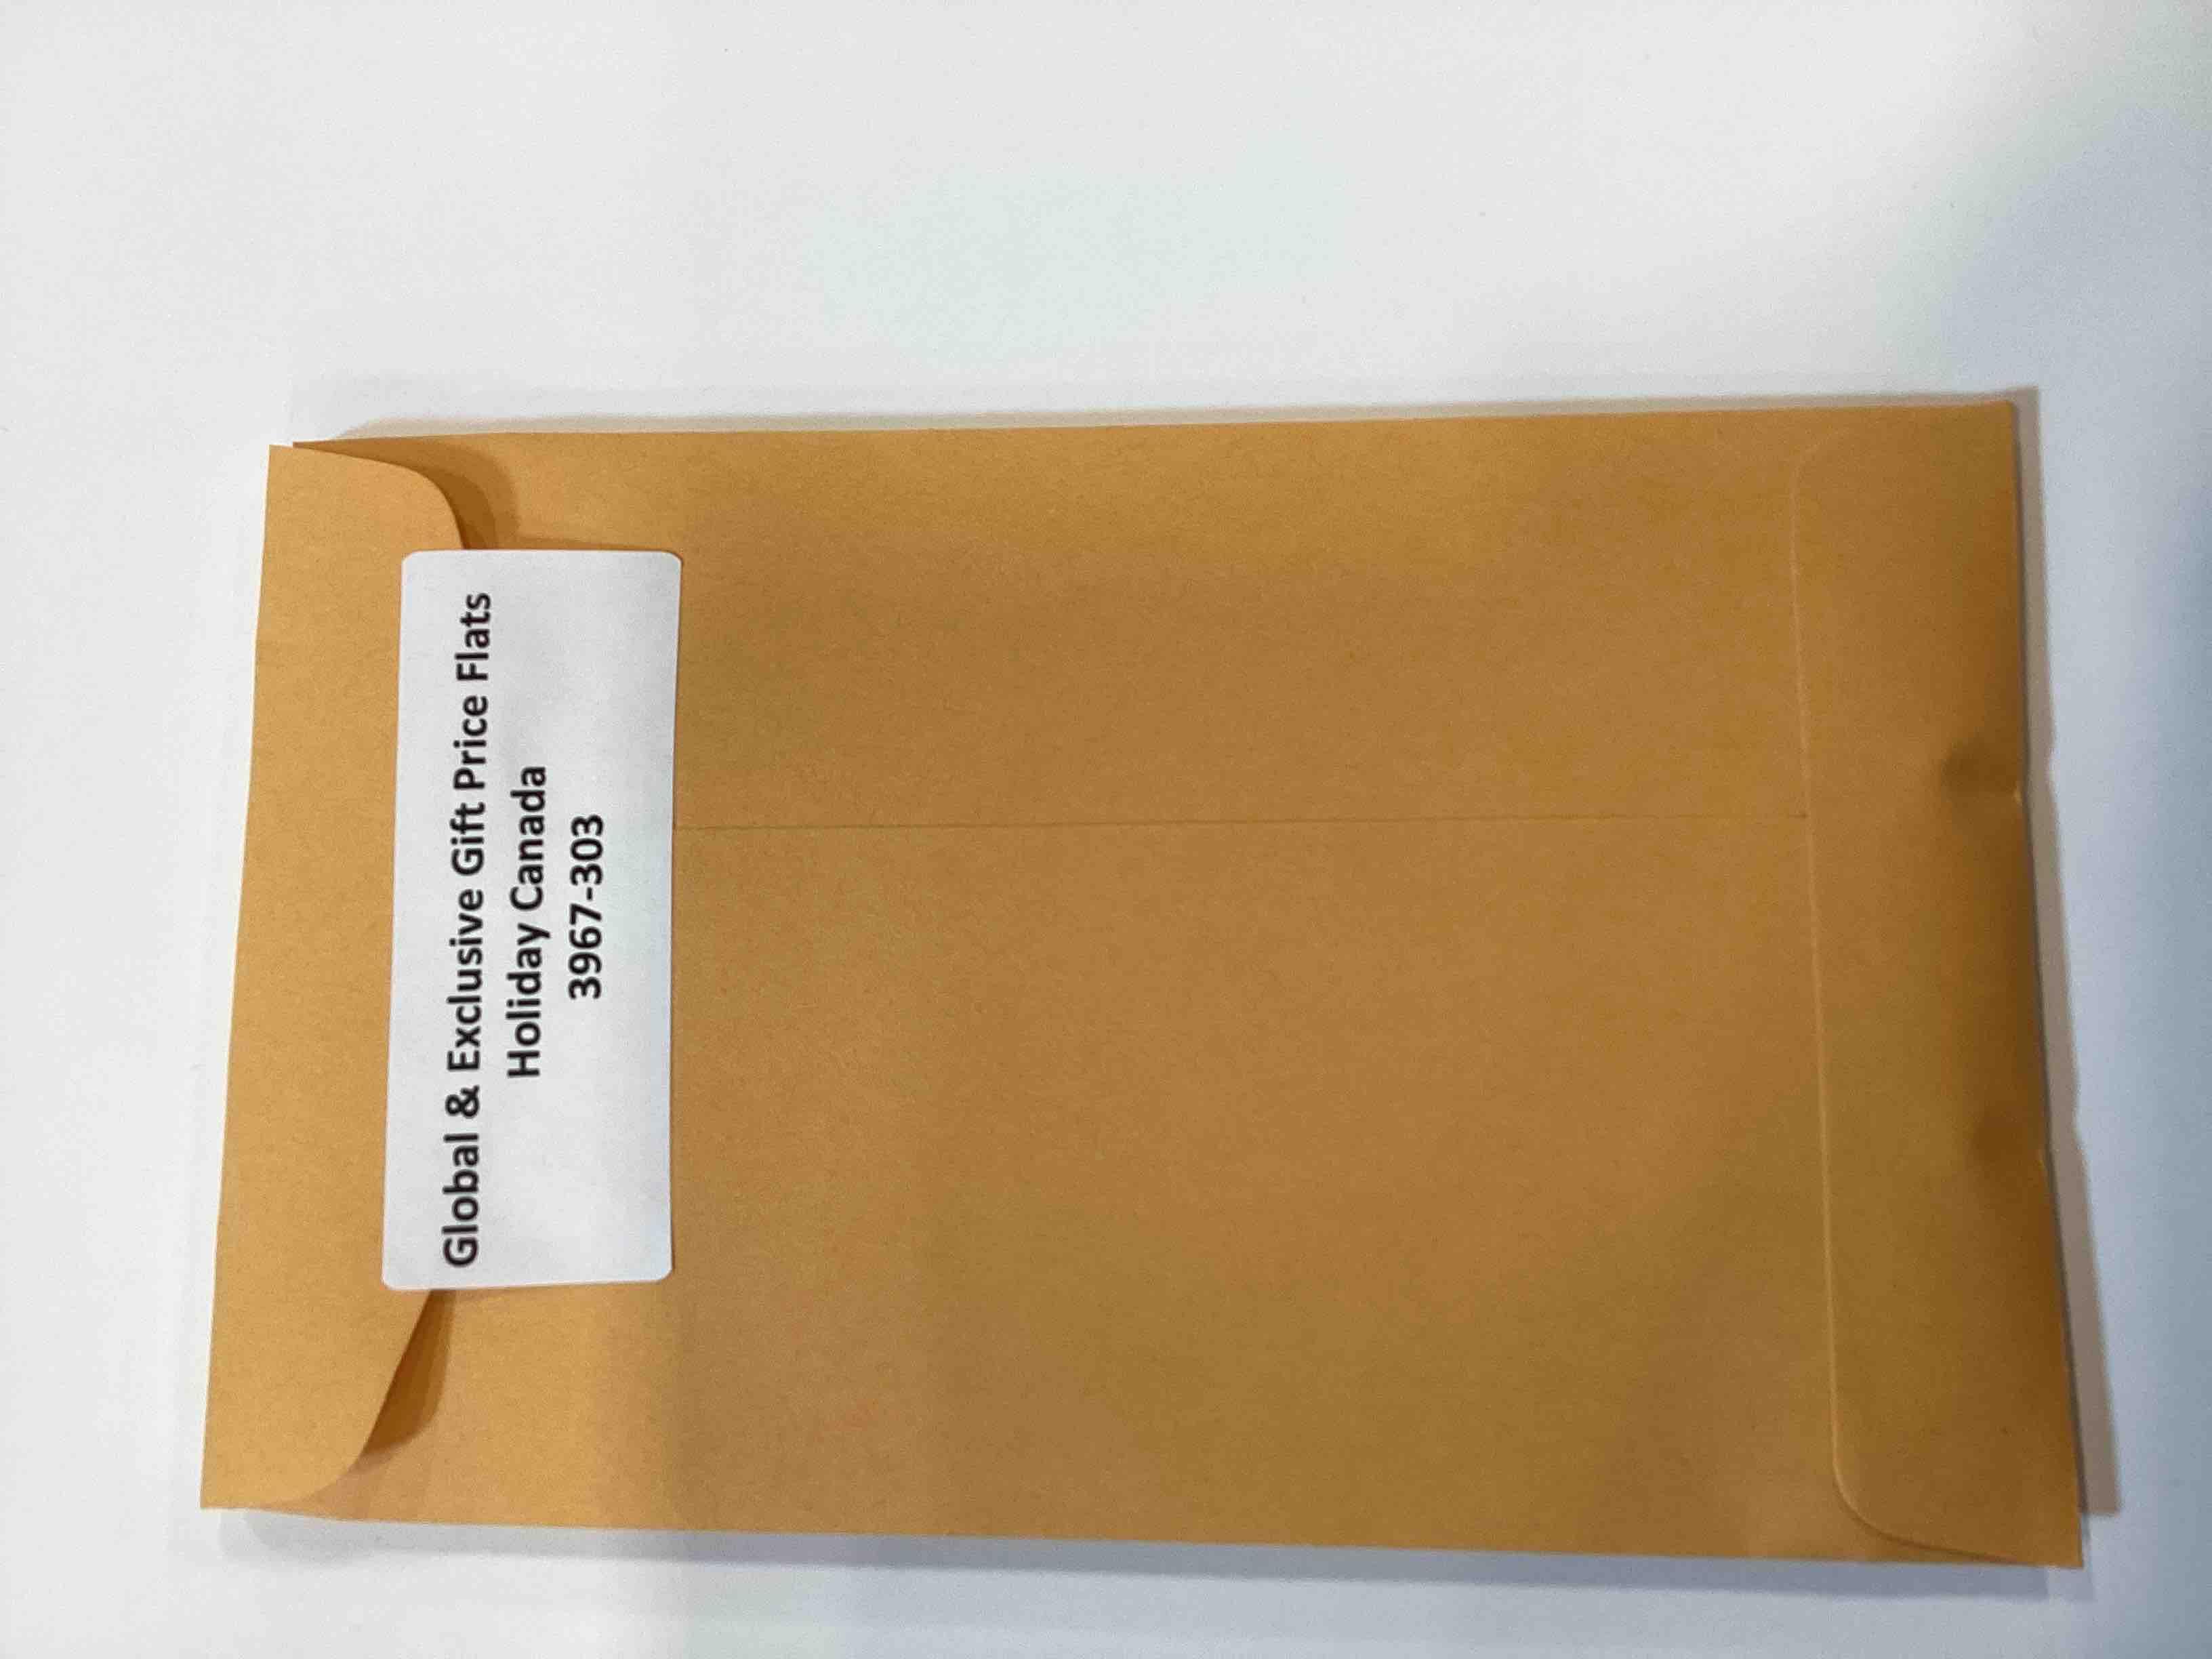 Global & Exclusive Gift Price Flats
Holiday Canada
3967-303